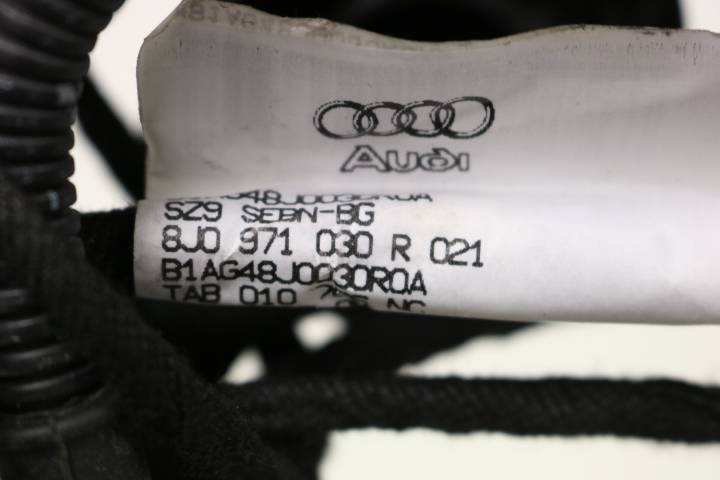 Audi
SZ9 SEBN-BG
8J0 971 030 R 021
B1AG48J0030R0A
TAB 010